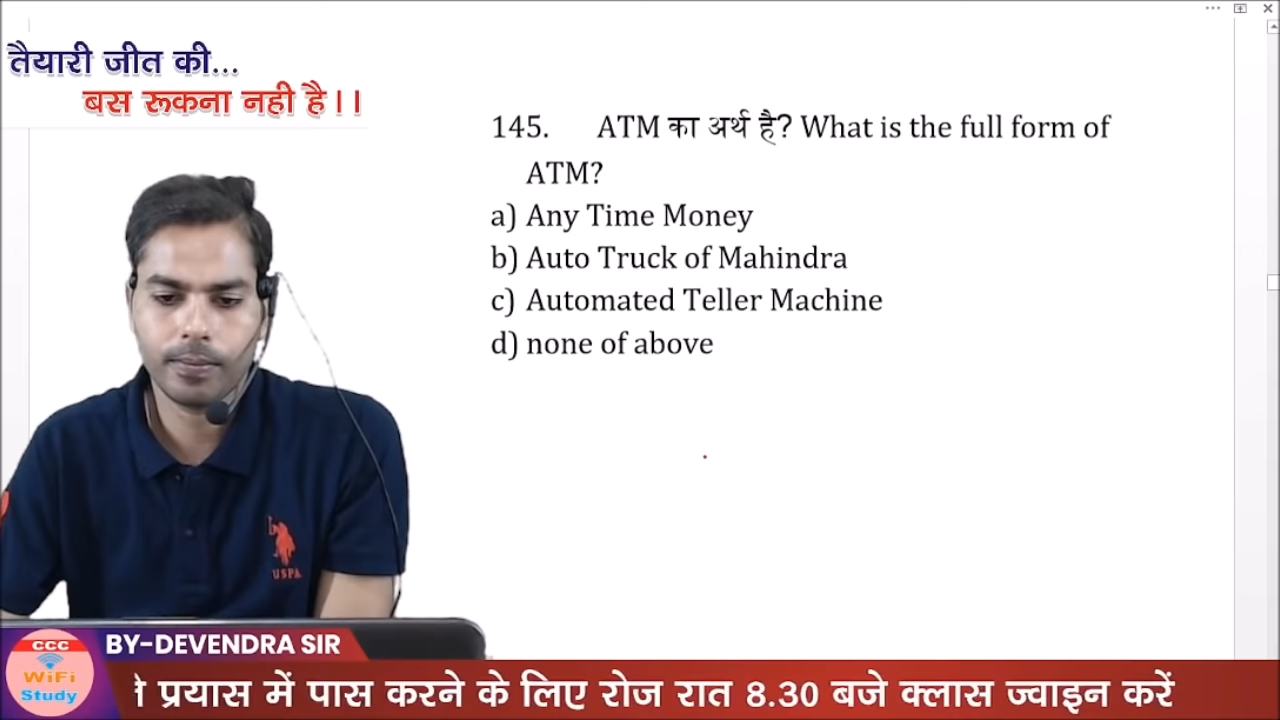 तैयारी जीत की...
बस रूकना नही है।।
145. ATM का अर्थ है? What is the full form of
ATM?
a) Any Time Money
b) Auto Truck of Mahindra
c) Automated Teller Machine
d) none of above
USPA
BY-DEVENDRA SIR
CCC
WiFi
Study
प्रयास में पास करने के लिए रोज रात 8.30 बजे क्लास ज्वाइन करें